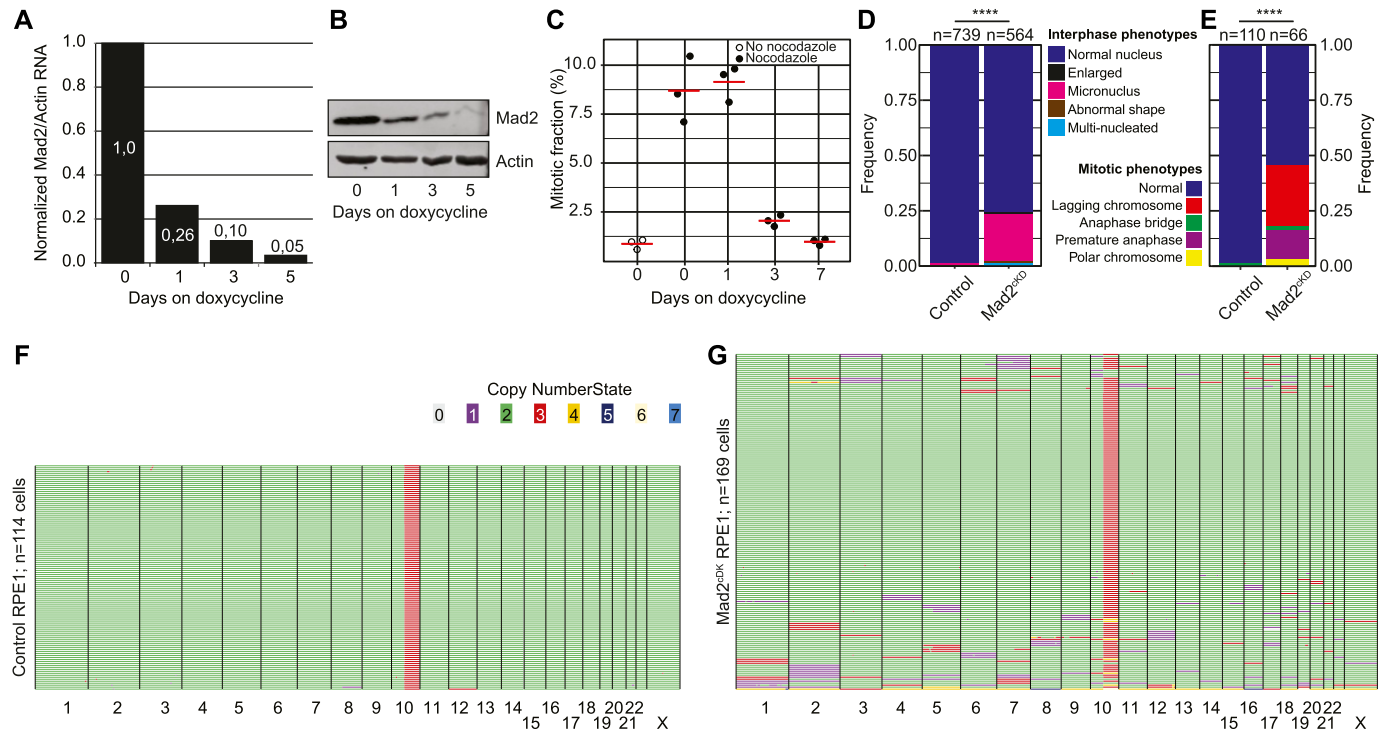 A
Normalized Mad2/Actin RNA
1.0
0.8
0.6
0.4
0.2
0.0
1,0
0,26
0,10
0,05
0 1 3 5
Days on doxycycline
B
Mad2
Actin
0 1 3 5
Days on doxycycline
C
Mitotic fraction (%)
No nocodazole
Nocodazole
10.0
7.5
5.0
2.5
0 0 1 3 7
Days on doxycycline
D
****
n=739 n=564
Frequency
1.00
0.75
0.50
0.25
0.00
Control
Mad2cKD
Interphase phenotypes
Normal nucleus
Enlarged
Micronucleus
Abnormal shape
Multi-nucleated
Mitotic phenotypes
Normal
Lagging chromosome
Anaphase bridge
Premature anaphase
Polar chromosome
E
****
n=110 n=66
1.00
0.75
0.50
0.25
0.00
Frequency
Control
Mad2cKD
F
Copy NumberState
0 1 2 3 4 5 6 7
Control RPE1; n=114 cells
1 2 3 4 5 6 7 8 9 10 11 12 13 14 16 18 20 22
15 17 19 21 X
G
Mad2cDK RPE1; n=169 cells
1 2 3 4 5 6 7 8 9 10 11 12 13 14 16 18 20 22
15 17 19 21 X